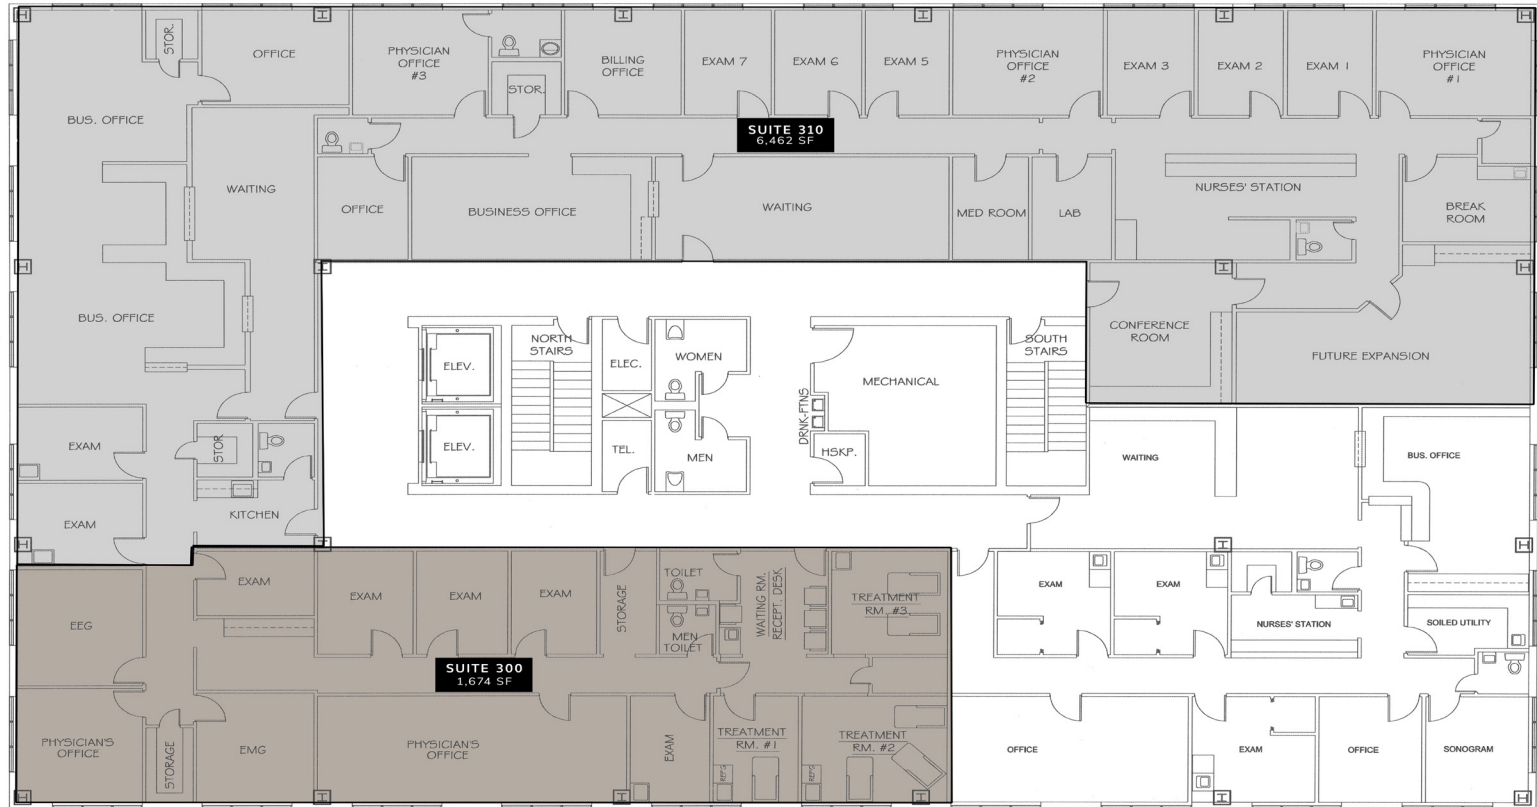 STOR.
OFFICE
PHYSICIAN
OFFICE
#3
STOR.
BILLING
OFFICE
EXAM 7
EXAM 6
EXAM 5
PHYSICIAN
OFFICE
#2
EXAM 3
EXAM 2
EXAM 1
PHYSICIAN
OFFICE
#1
BUS. OFFICE
SUITE 310
6,462 SF
WAITING
OFFICE
BUSINESS OFFICE
WAITING
MED ROOM
LAB
NURSES' STATION
BREAK
ROOM
BUS. OFFICE
CONFERENCE
ROOM
FUTURE EXPANSION
NORTH
STAIRS
ELEV.
ELEC.
WOMEN
MECHANICAL
SOUTH
STAIRS
DRNK-FTNS
ELEV.
TEL.
MEN
HSKP.
EXAM
STOR
EXAM
KITCHEN
WAITING
BUS. OFFICE
EXAM
EXAM
EXAM
EXAM
STORAGE
TOILET
MEN
TOILET
WAITING RM.
RECEPT. DESK
TREATMENT
RM. #3
EEG
EXAM
EXAM
NURSES' STATION
SOILED UTILITY
SUITE 300
1,674 SF
PHYSICIAN'S
OFFICE
STORAGE
EMG
PHYSICIAN'S
OFFICE
EXAM
TREATMENT
RM. #1
REFG
TREATMENT
RM. #2
REFG
OFFICE
EXAM
OFFICE
SONOGRAM